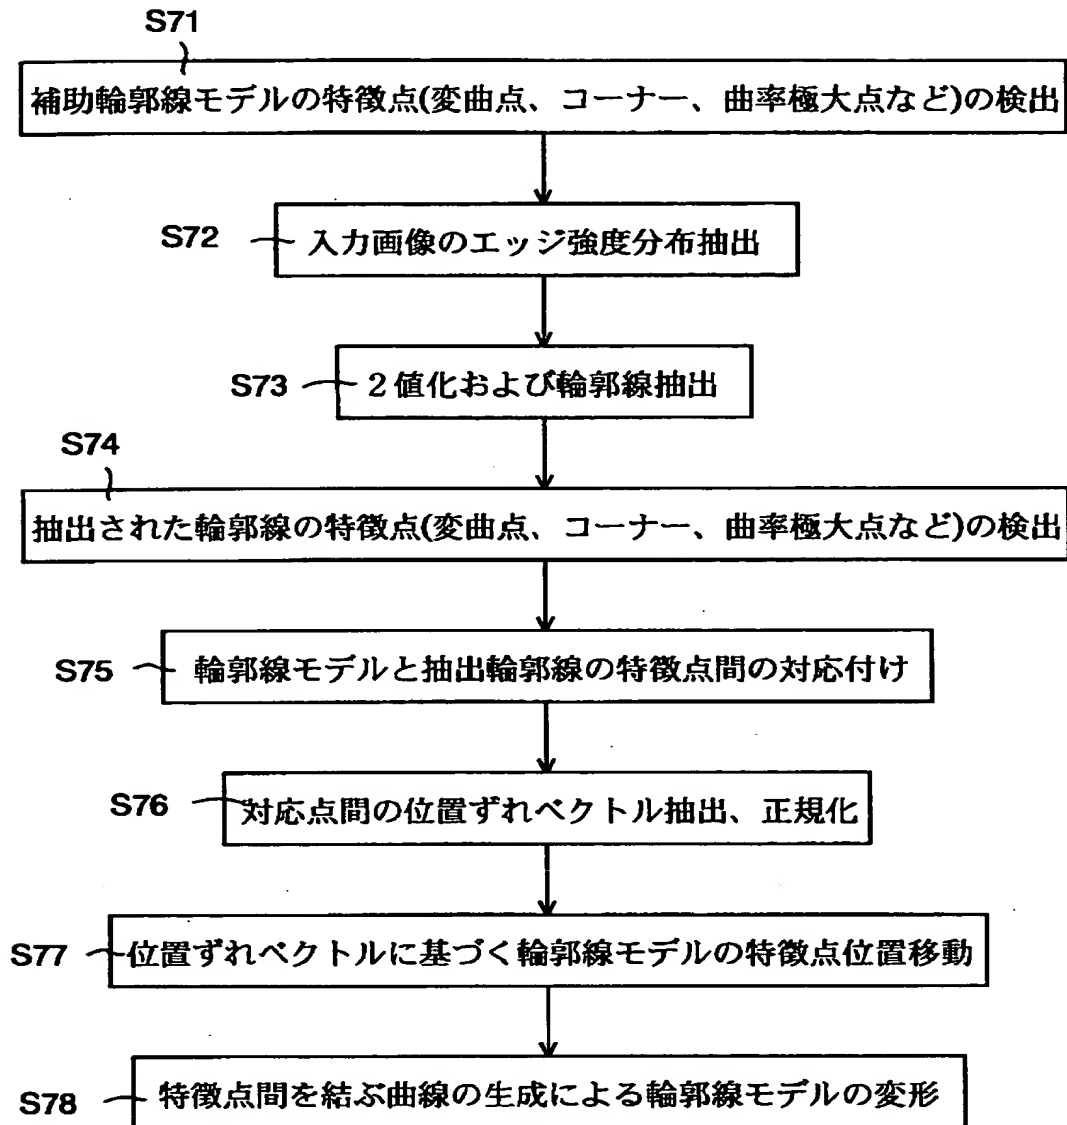 S71
補助輪郭線モデルの特徴点(変曲点、コーナー、曲率極大点など)の検出
S72
入力画像のエッジ強度分布抽出
S73
2値化および輪郭線抽出
S74
抽出された輪郭線の特徴点(変曲点、コーナー、曲率極大点など)の検出
S75
輪郭線モデルと抽出輪郭線の特徴点間の対応付け
S76
対応点間の位置ずれベクトル抽出、正規化
S77
位置ずれベクトルに基づく輪郭線モデルの特徴点位置移動
S78
特徴点間を結ぶ曲線の生成による輪郭線モデルの変形